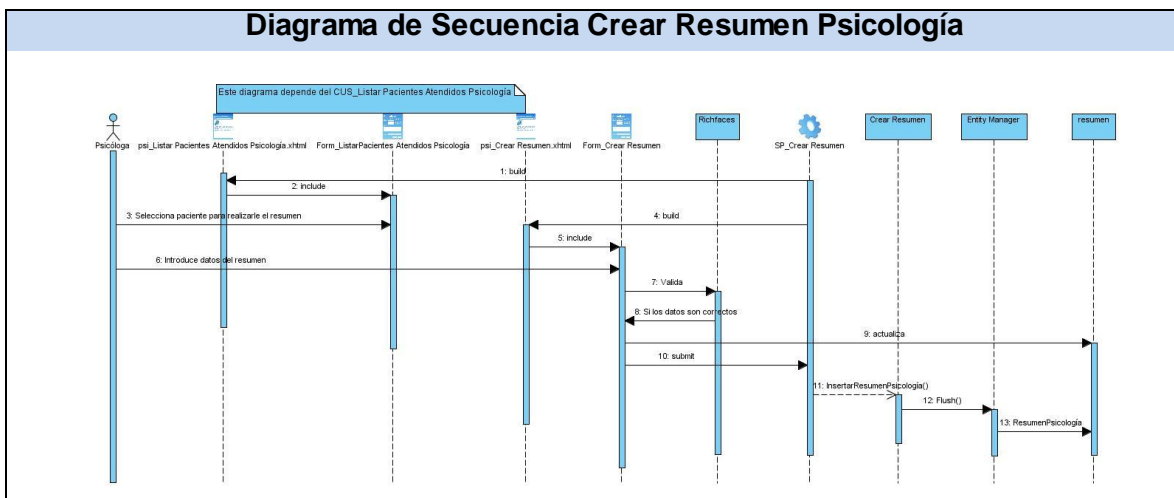 Diagrama de Secuencia Crear Resumen Psicología
Este diagrama depende del CUS_Listar Pacientes Atendidos Psicología
Richfaces
Crear Resumen
Entity Manager
resumen
Psicóloga
psi_Listar Pacientes Atendidos Psicología.xhtml
Form_ListarPacientes Atendidos Psicología
psi_Crear Resumen.xhtml
Form_Crear Resumen
SP_Crear Resumen
1: build
2: include
3: Selecciona paciente para realizarle el resumen
4: build
5: include
6: Introduce datos del resumen
7: Valida
8: Si los datos son correctos
9: actualiza
10: submit
11: InsertarResumenPsicología()
12: Flush()
13: ResumenPsicología